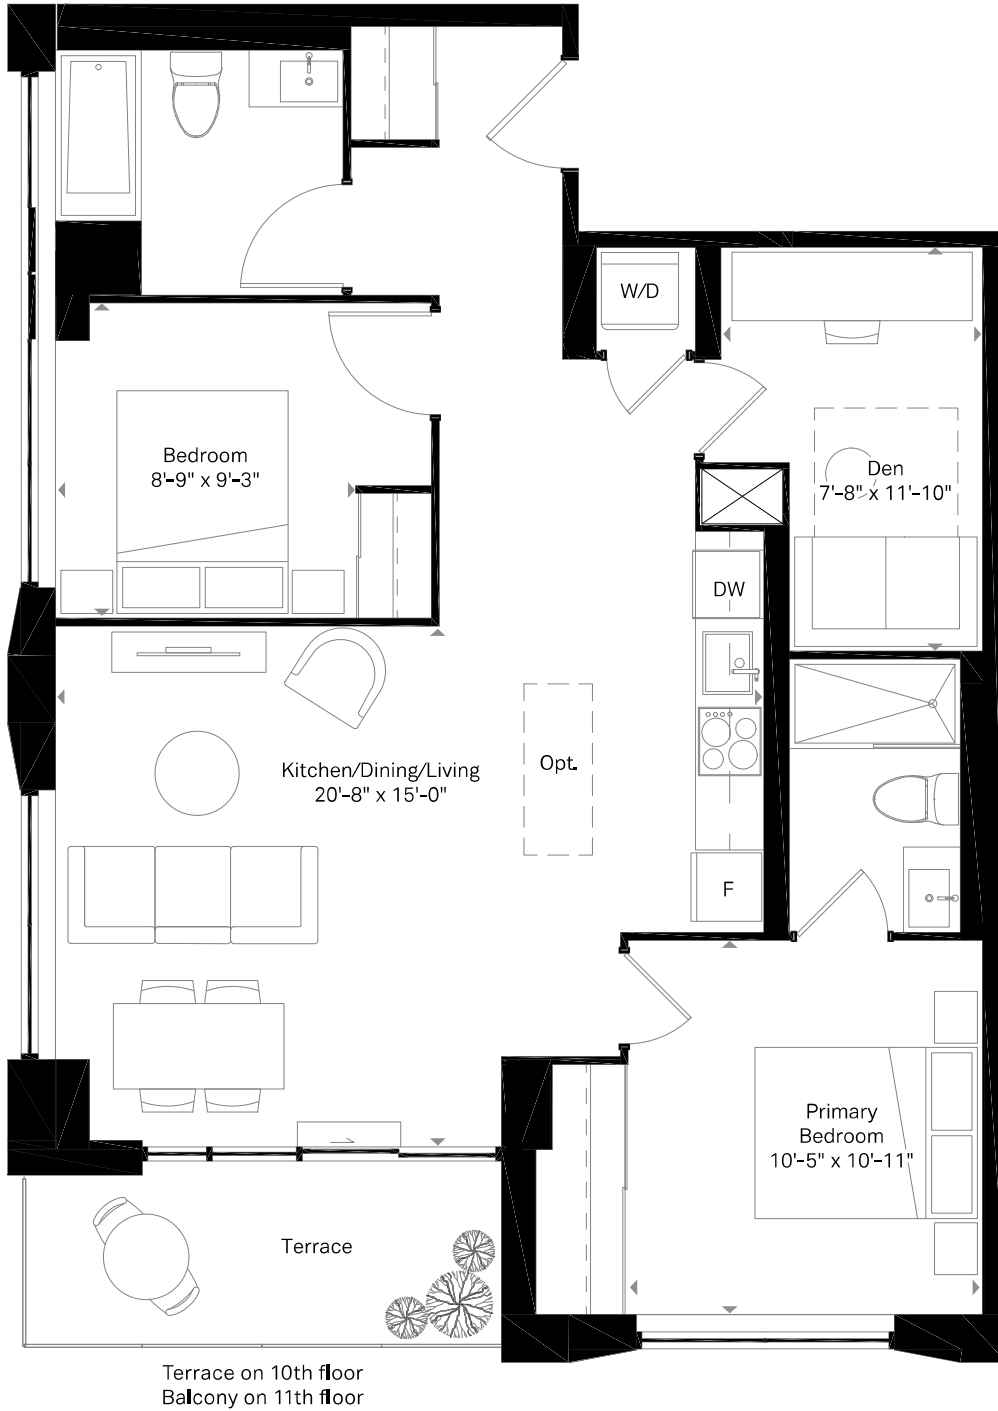 W/D
Bedroom
8'-9" x 9'-3"
Den
7'-8" x 11'-10"
DW
Kitchen/Dining/Living
20'-8" x 15'-0"
Opt.
F
Primary
Bedroom
10'-5" x 10'-11"
Terrace
Terrace on 10th floor
Balcony on 11th floor